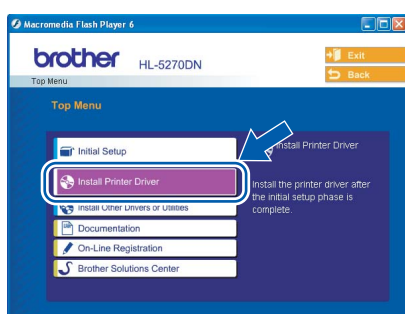 Macromedia Flash Player 6
brother HL-5270DN
Exit
Back
Top Menu
Top Menu
Initial Setup
Install Printer Driver
Install Other Drivers or Utilities
Documentation
On-Line Registration
Brother Solutions Center
Install Printer Driver
Install the printer driver after
the initial setup phase is
complete.